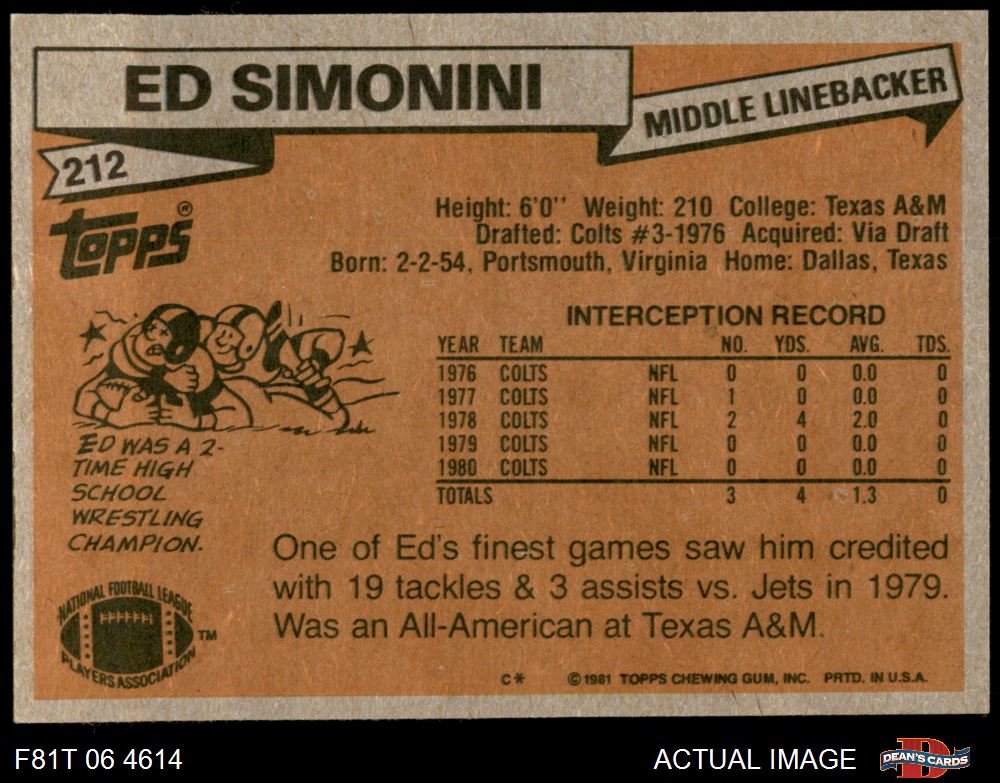 ED SIMONINI
MIDDLE LINEBACKER
212
TOPPS®
Height: 6'0'' Weight: 210 College: Texas A&M
Drafted: Colts #3-1976 Acquired: Via Draft
Born: 2-2-54, Portsmouth, Virginia Home: Dallas, Texas
INTERCEPTION RECORD
YEAR TEAM NO. YDS. AVG. TDS.
1976 COLTS NFL 0 0 0.0 0
1977 COLTS NFL 1 0 0.0 0
1978 COLTS NFL 2 4 2.0 0
1979 COLTS NFL 0 0 0.0 0
1980 COLTS NFL 0 0 0.0 0
TOTALS 3 4 1.3 0
ED WAS A 2-
TIME HIGH
SCHOOL
WRESTLING
CHAMPION.
One of Ed's finest games saw him credited
with 19 tackles & 3 assists vs. Jets in 1979.
Was an All-American at Texas A&M.
NATIONAL FOOTBALL LEAGUE
PLAYERS ASSOCIATION
TM
C* ©1981 TOPPS CHEWING GUM, INC. PRTD. IN U.S.A.
F81T 06 4614
ACTUAL IMAGE
D
DEAN'S CARDS